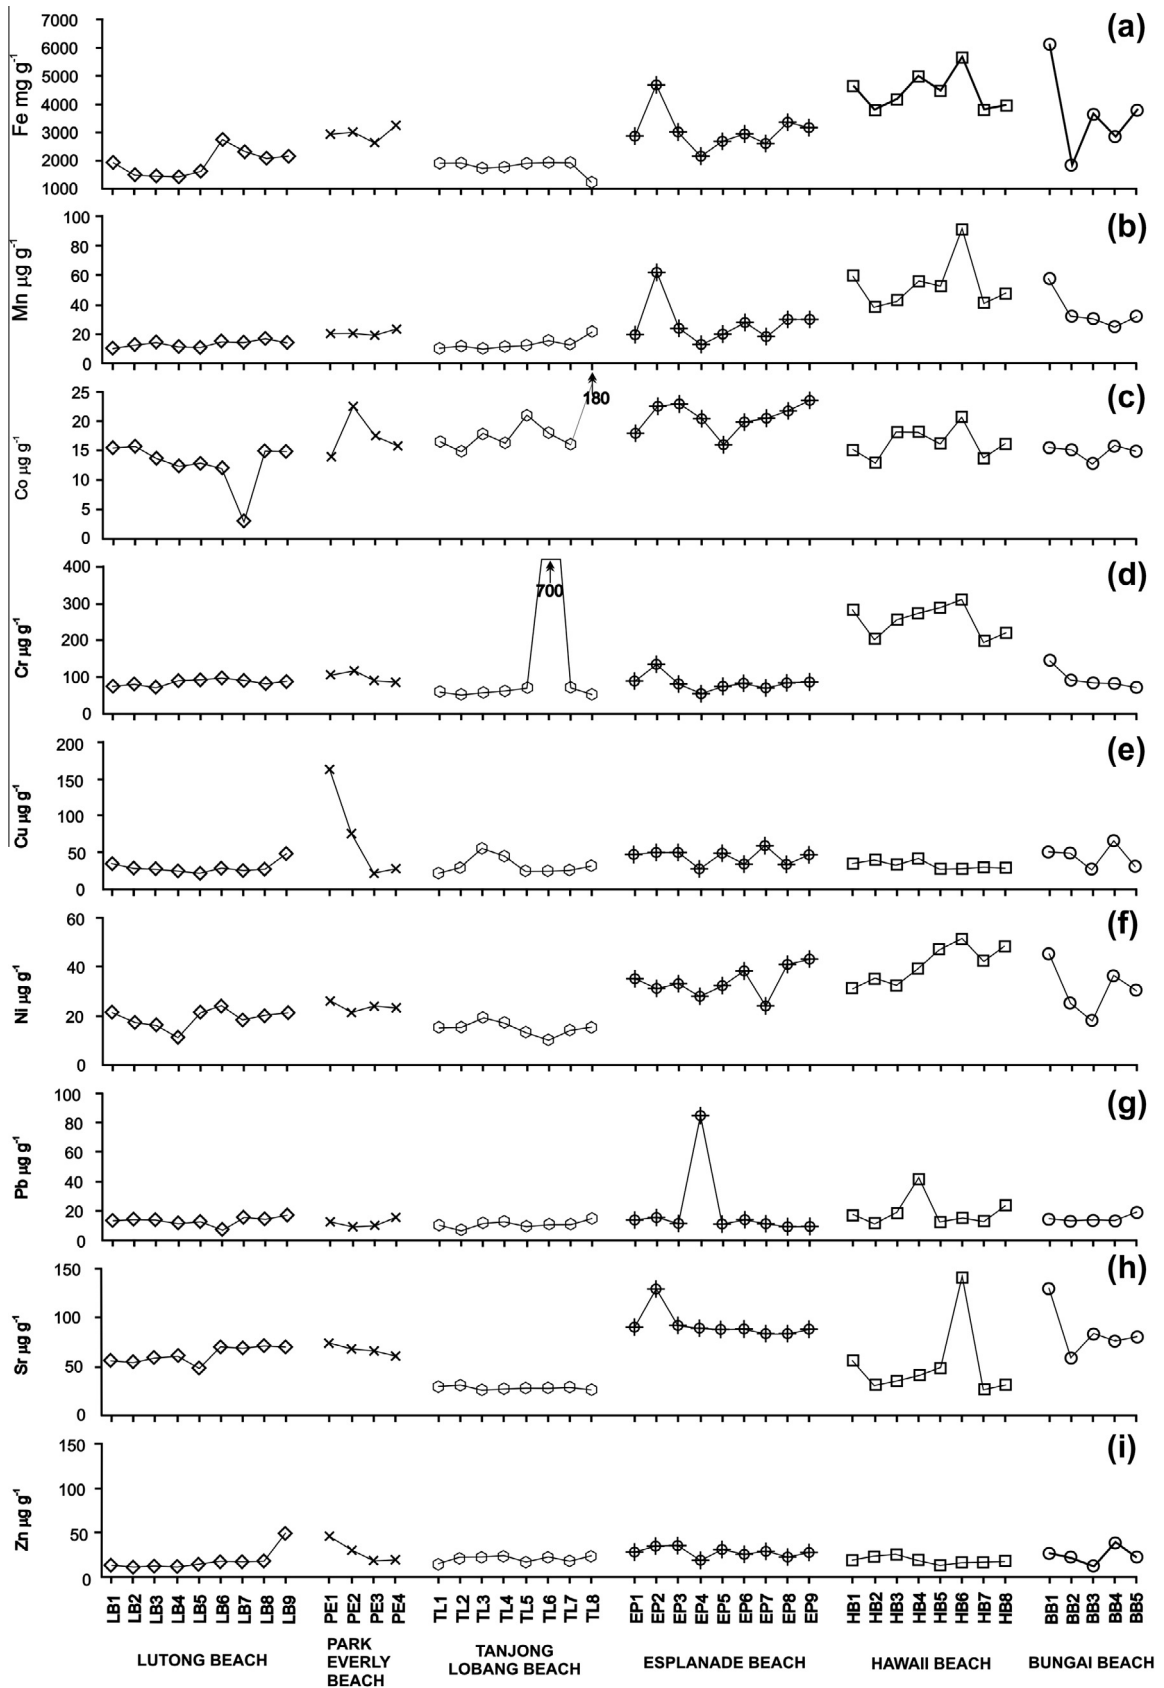 (a)
Fe mg g-1
7000
6000
5000
4000
3000
2000
1000
(b)
Mn µg g-1
100
80
60
40
20
0
(c)
Co µg g-1
25
20
15
10
5
0
180
(d)
Cr µg g-1
400
300
200
100
0
700
(e)
Cu µg g-1
200
150
100
50
0
(f)
Ni µg g-1
60
40
20
0
(g)
Pb µg g-1
100
80
60
40
20
0
(h)
Sr µg g-1
150
100
50
0
(i)
Zn µg g-1
150
100
50
0
LB1 LB2 LB3 LB4 LB5 LB6 LB7 LB8 LB9 PE1 PE2 PE3 PE4 TL1 TL2 TL3 TL4 TL5 TL6 TL7 TL8 EP1 EP2 EP3 EP4 EP5 EP6 EP7 EP8 EP9 HB1 HB2 HB3 HB4 HB5 HB6 HB7 HB8 BB1 BB2 BB3 BB4 BB5
LUTONG BEACH
PARK
EVERLY
BEACH
TANJONG
LOBANG BEACH
ESPLANADE BEACH
HAWAII BEACH
BUNGAI BEACH